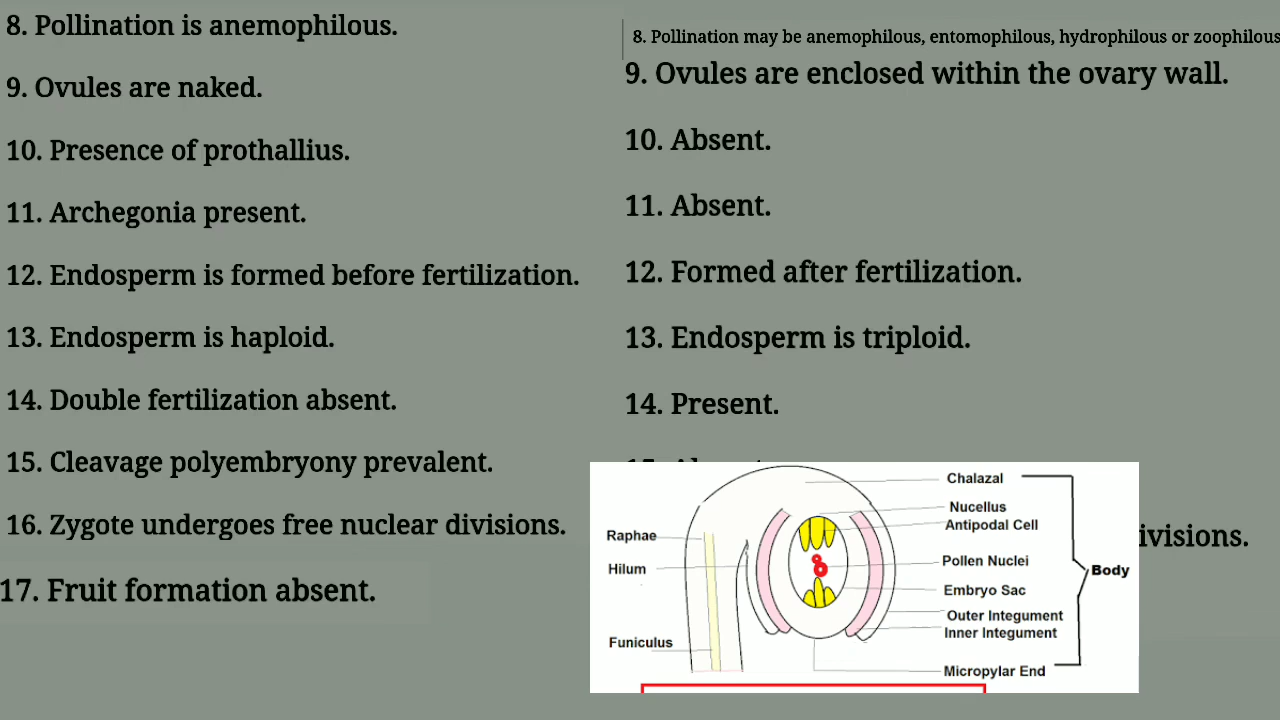 8. Pollination is anemophilous.
9. Ovules are naked.
10. Presence of prothallius.
11. Archegonia present.
12. Endosperm is formed before fertilization.
13. Endosperm is haploid.
14. Double fertilization absent.
15. Cleavage polyembryony prevalent.
16. Zygote undergoes free nuclear divisions.
17. Fruit formation absent.
8. Pollination may be anemophilous, entomophilous, hydrophilous or zoophilous
9. Ovules are enclosed within the ovary wall.
10. Absent.
11. Absent.
12. Formed after fertilization.
13. Endosperm is triploid.
14. Present.
ivisions.
Raphae
Hilum
Funiculus
Chalazal
Nucellus
Antipodal Cell
Pollen Nuclei
Embryo Sac
Outer Integument
Inner Integument
Micropylar End
Body